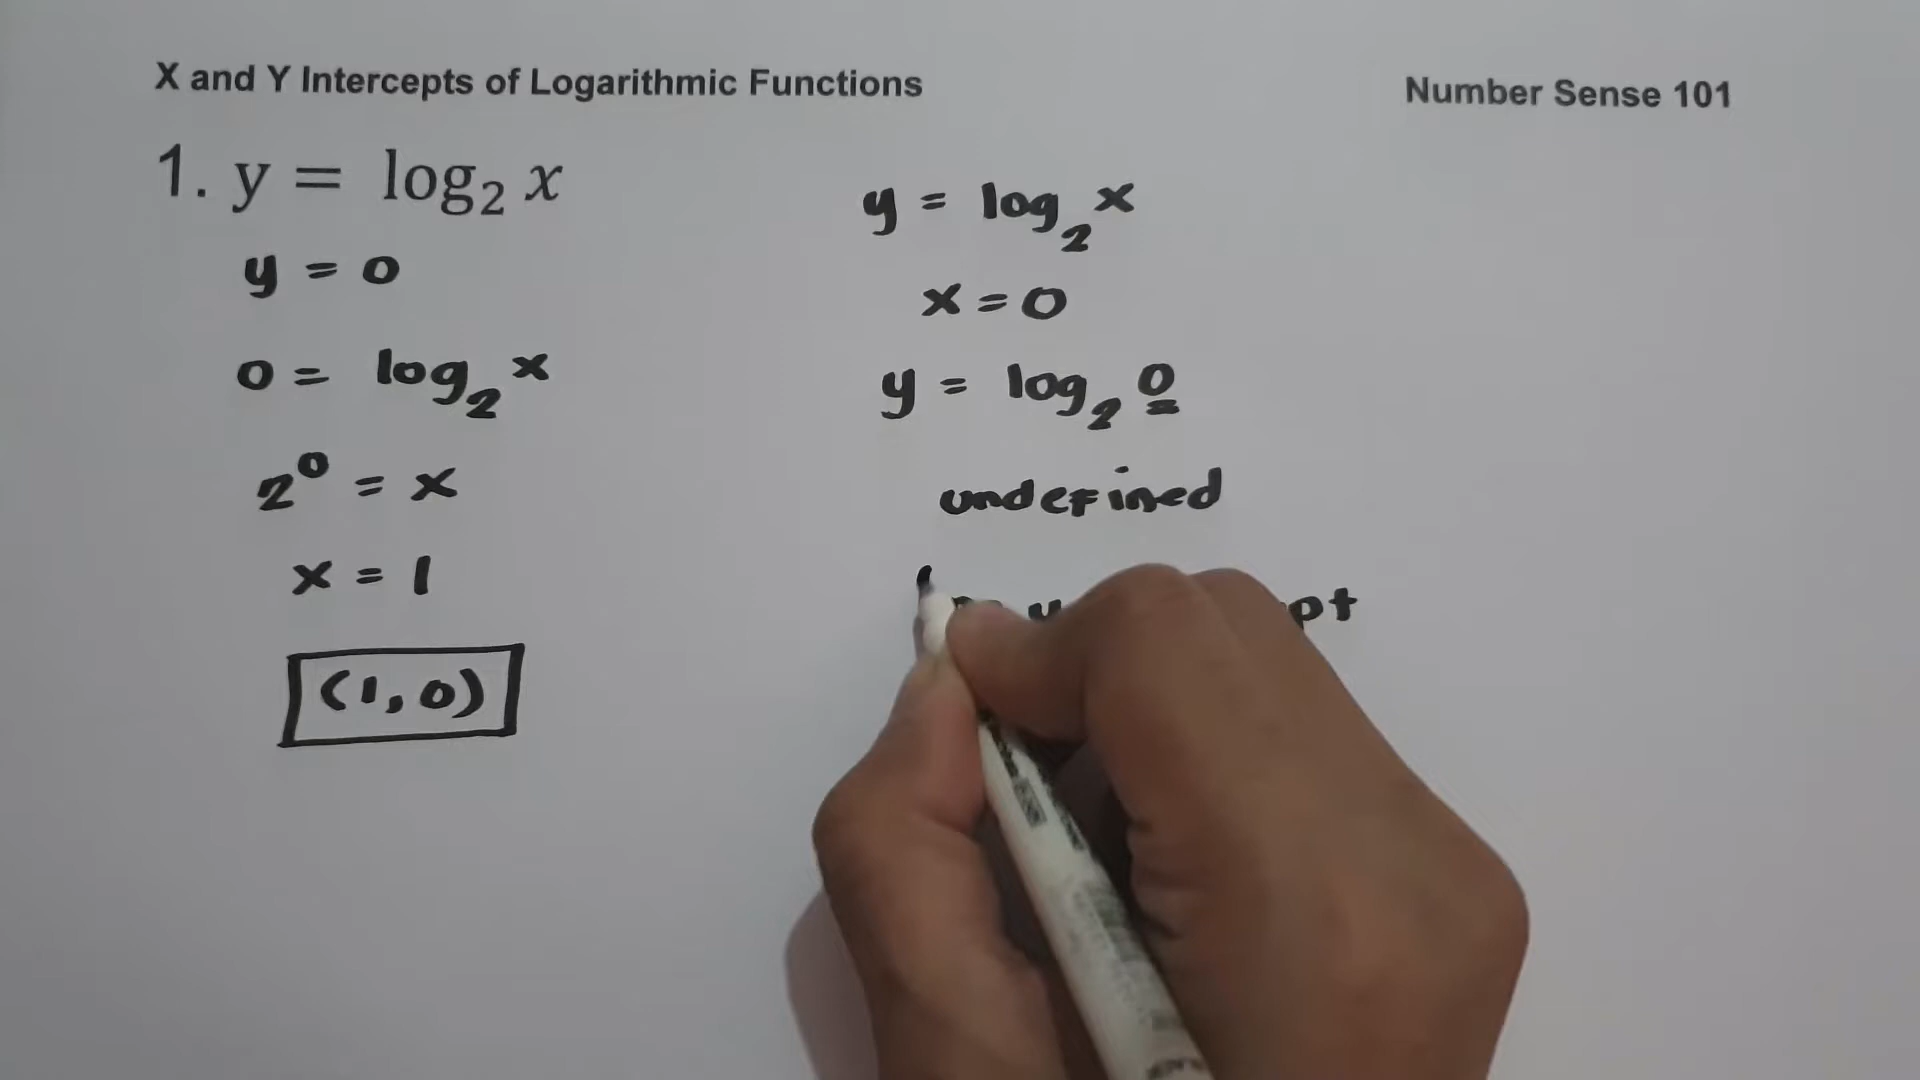 X and Y Intercepts of Logarithmic Functions
Number Sense 101
1. y = log₂ x
y = 0
0 = log₂ x
2⁰ = x
x = 1
(1, 0)
y = log₂ x
x = 0
y = log₂ 0
undefined
y